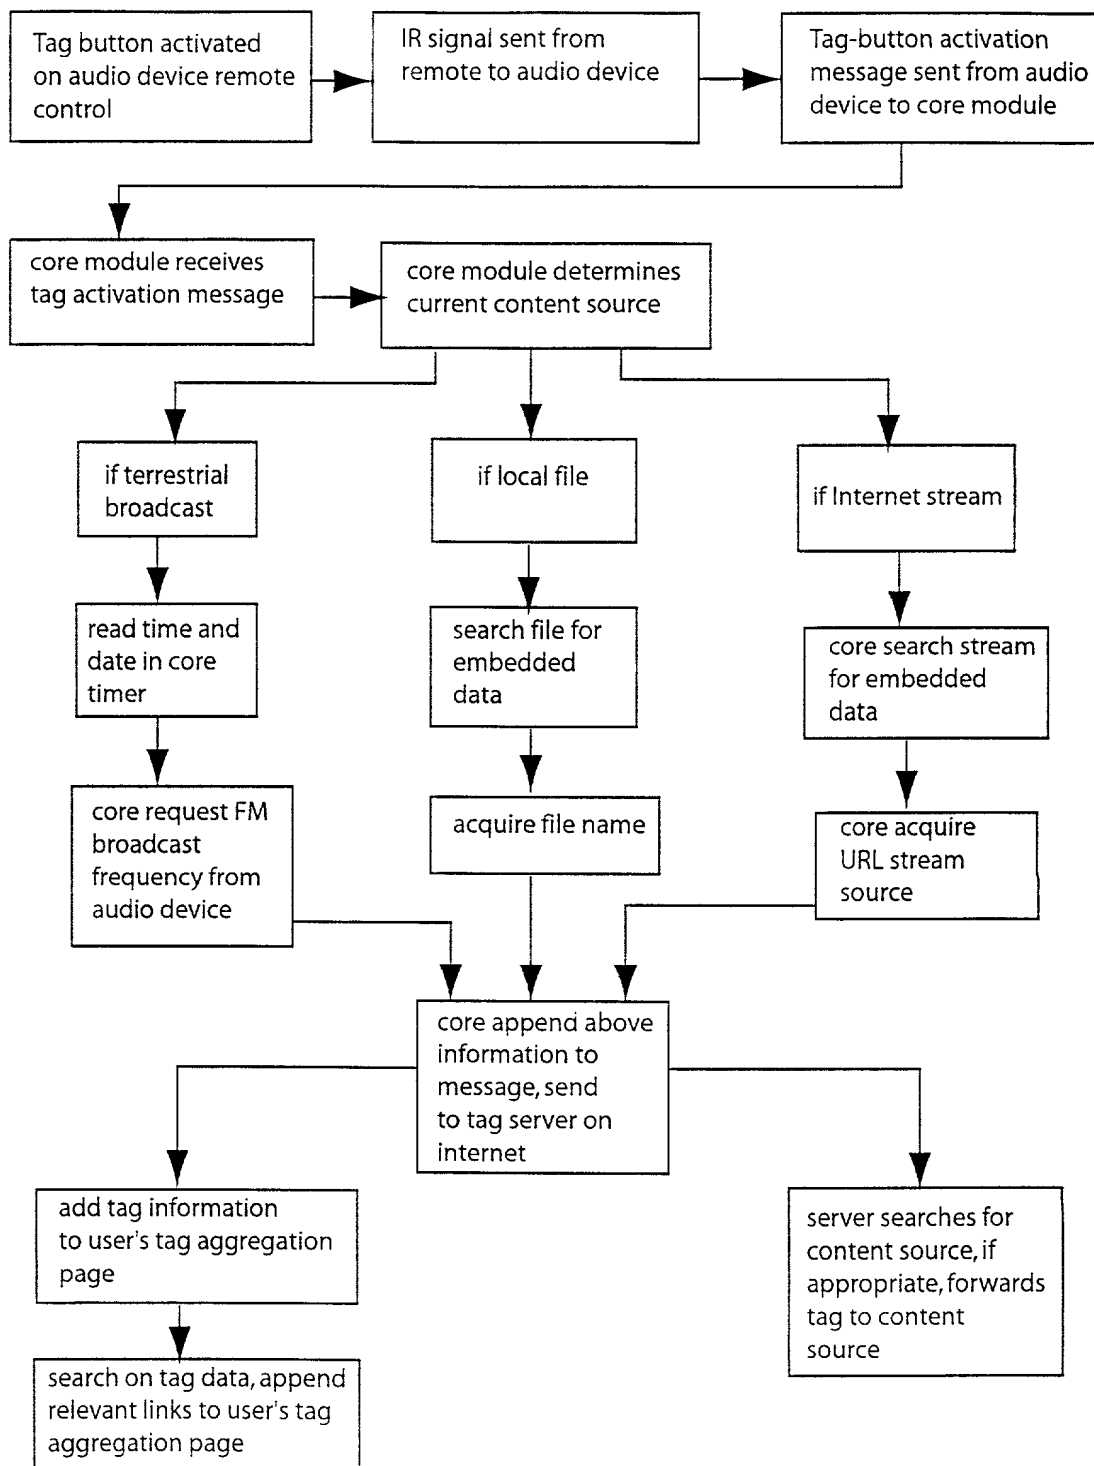 Tag button activated
on audio device remote
control
IR signal sent from
remote to audio device
Tag-button activation
message sent from audio
device to core module
core module receives
tag activation message
core module determines
current content source
if terrestrial
broadcast
if local file
if Internet stream
read time and
date in core
timer
search file for
embedded
data
core search stream
for embedded
data
core request FM
broadcast
frequency from
audio device
acquire file name
core acquire
URL stream
source
core append above
information to
message, send
to tag server on
internet
add tag information
to user's tag aggregation
page
server searches for
content source, if
appropriate, forwards
tag to content
source
search on tag data, append
relevant links to user's tag
aggregation page